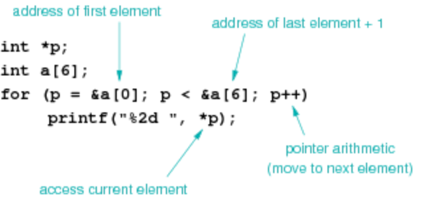 address of first element
address of last element + 1
int *p;
int a[6];
for (p = &a[0]; p < &a[6]; p++)
printf("%2d ", *p);
pointer arithmetic
(move to next element)
access current element